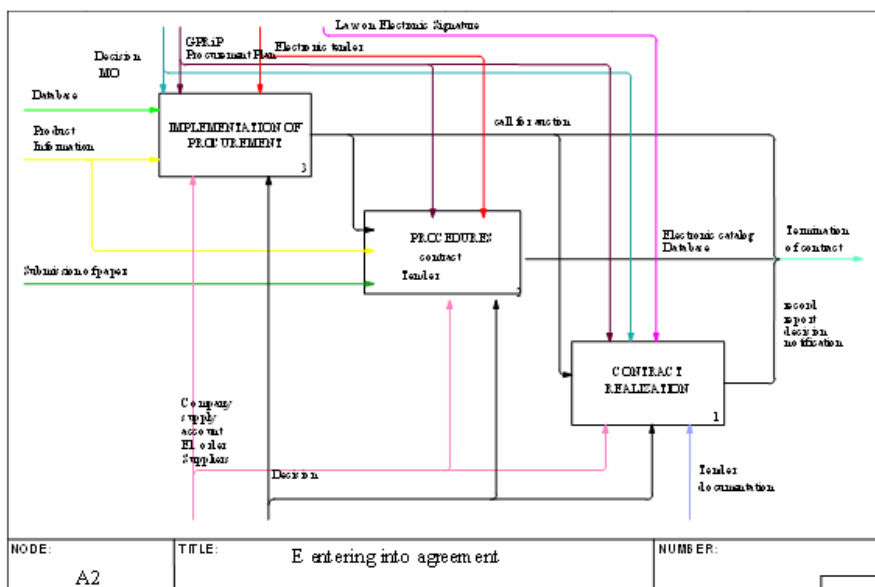 Law on Electronic Signature
GPRiP
Procurement Plan
Electronic tender
Decision
MO
Database
IMPLEMENTATION OF
PROCUREMENT
3
call for auction
Product
Information
PROCEDURES
contract
Tender
2
Electronic catalog
Database
Termination
of contract
Submission of paper
record
report
decision
notification
CONTRACT
REALIZATION
1
Company
supply
account
El order
Suppliers
Decision
Tender
documentation
NODE:
A2
TITLE:
E entering into agreement
NUMBER: